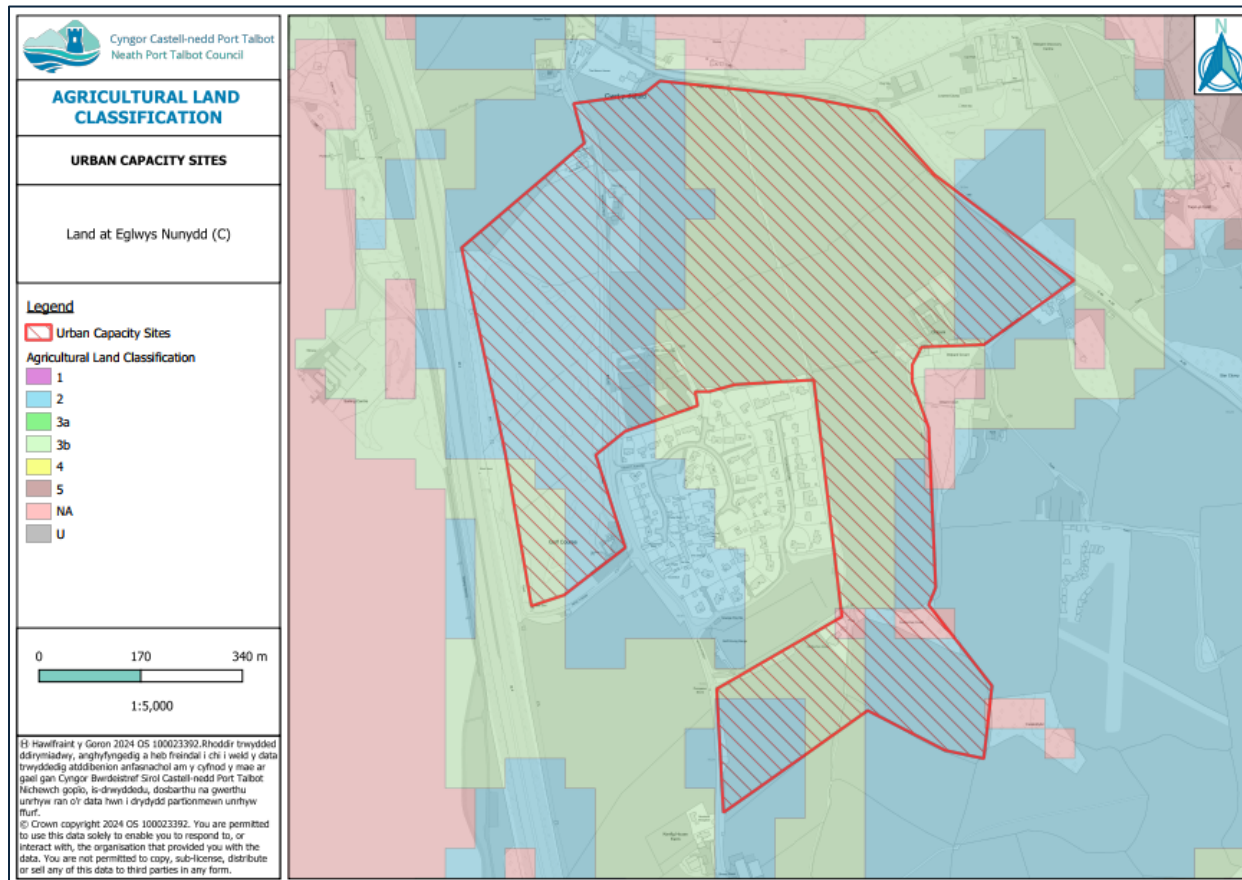 Cyngor Castell-nedd Port Talbot
Neath Port Talbot Council
AGRICULTURAL LAND
CLASSIFICATION
URBAN CAPACITY SITES
Land at Eglwys Nunydd (C)
Legend
Urban Capacity Sites
Agricultural Land Classification
1
2
3a
3b
4
5
NA
U
0 170 340 m
1:5,000
Hawlfraint y Goron 2024 OS 100023392.Rhoddir trwydded
ddirymiadwy, anghyfyngedig a heb freindal i chi i weld y data
trwyddedig atddibenion anfasnachol am y cyfnod y mae ar
gael gan Cyngor Bwrdeistref Sirol Castell-nedd Port Talbot
Nichewch gopïo, is-drwyddedu, dosbarthu na gwerthu
unrhyw ran o'r data hwn i drydydd partïonmewn unrhyw
ffurf.
© Crown copyright 2024 OS 100023392. You are permitted
to use this data solely to enable you to respond to, or
interact with, the organisation that provided you with the
data. You are not permitted to copy, sub-license, distribute
or sell any of this data to third parties in any form.
N